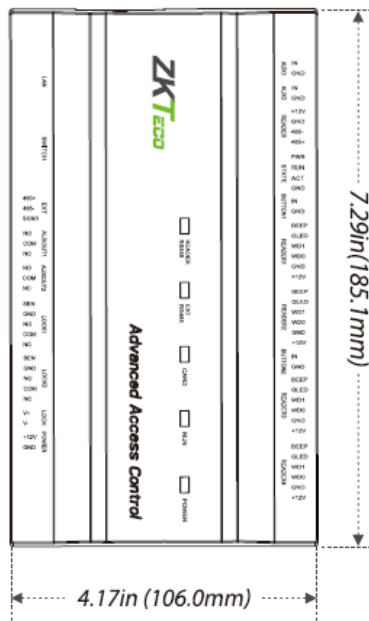 ZKTECO
Advanced Access Control
LAN
SWITCH
EXT
485+
485-
SGND
AUXOUT1
NO
COM
NC
AUXOUT2
NO
COM
NC
LOCK1
SEN
GND
NO
COM
NC
LOCK2
SEN
GND
NO
COM
NC
LOCK
V+
V-
POWER
+12V
GND
READER
RS485
EXT
RS485
CARD
RUN
POWER
AUX1
IN
GND
AUX2
IN
GND
READER
+12V
GND
485-
485+
STATE
PWR
RUN
ACT
GND
BUTTON1
IN
GND
READER1
BEEP
GLED
WD1
WD0
GND
+12V
READER2
BEEP
GLED
WD1
WD0
GND
+12V
BUTTON2
IN
GND
READER3
BEEP
GLED
WD1
WD0
GND
+12V
READER4
BEEP
GLED
WD1
WD0
GND
+12V
7.29in(185.1mm)
4.17in (106.0mm)